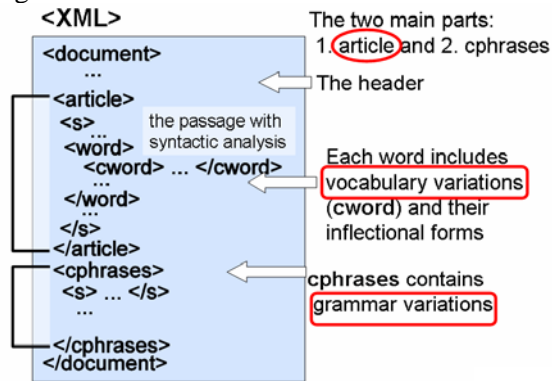 <XML>
The two main parts:
1. article and 2. cphrases
<document>
...
The header
<article>
<s>
...
the passage with
syntactic analysis
<word>
<cword> ... </cword>
...
</word>
...
</s>
</article>
Each word includes
vocabulary variations
(cword) and their
inflectional forms
<cphrases>
<s> ... </s>
...
</cphrases>
</document>
cphrases contains
grammar variations